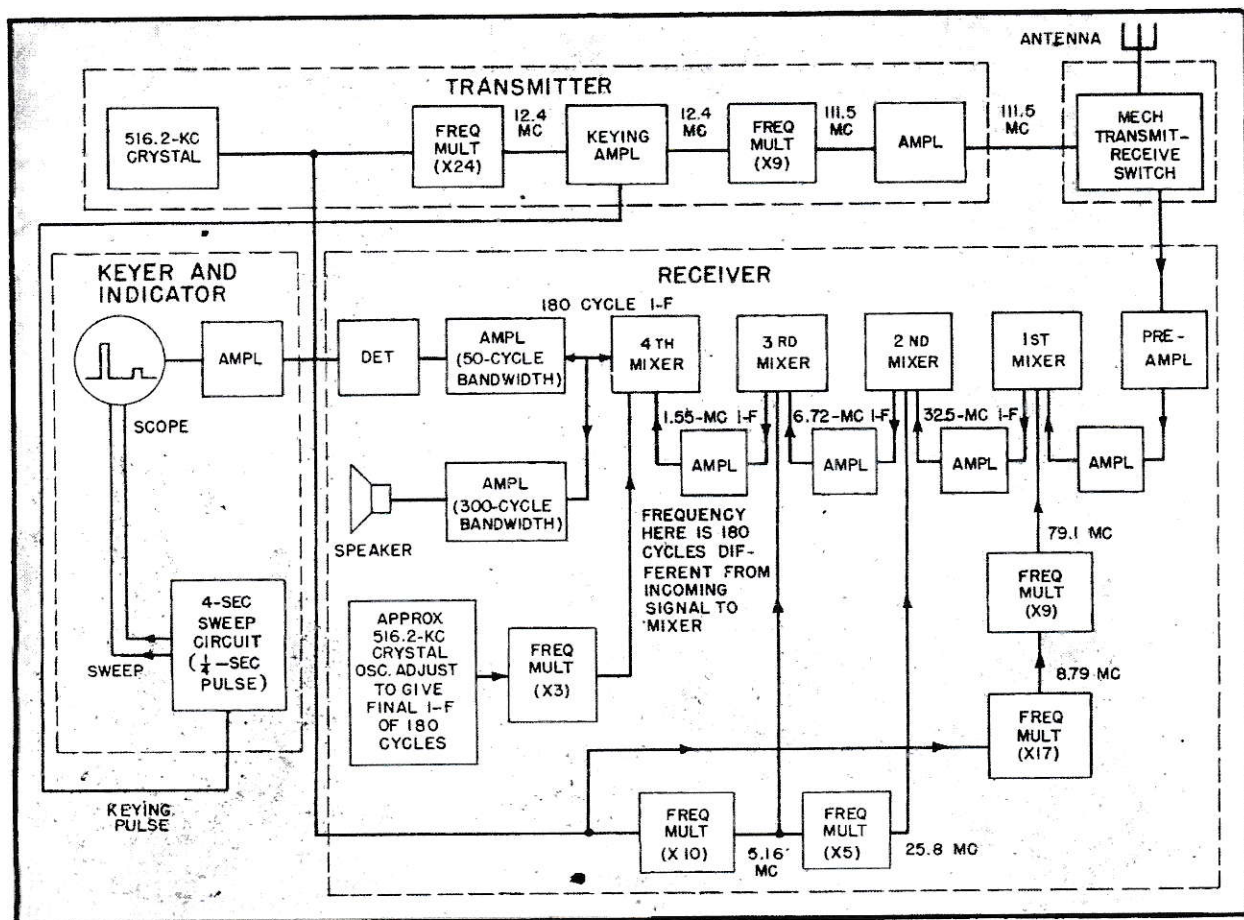 ANTENNA
TRANSMITTER
516.2-KC
CRYSTAL
FREQ
MULT
(X24)
12.4
MC
KEYING
AMPL
12.4
MC
FREQ
MULT
(X9)
111.5
MC
AMPL
111.5
MC
MECH
TRANSMIT-
RECEIVE
SWITCH
KEYER AND
INDICATOR
AMPL
SCOPE
SWEEP
4-SEC
SWEEP
CIRCUIT
(1/4-SEC
PULSE)
KEYING
PULSE
RECEIVER
180 CYCLE I-F
DET
AMPL
(50-CYCLE
BANDWIDTH)
4TH
MIXER
3RD
MIXER
2ND
MIXER
1ST
MIXER
PRE-
AMPL
1.55-MC I-F
6.72-MC I-F
32.5-MC I-F
AMPL
AMPL
AMPL
AMPL
SPEAKER
AMPL
(300-CYCLE
BANDWIDTH)
FREQUENCY
HERE IS 180
CYCLES DIF-
FERENT FROM
INCOMING
SIGNAL TO
MIXER
79.1 MC
FREQ
MULT
(X9)
8.79 MC
FREQ
MULT
(X17)
APPROX
516.2-KC
CRYSTAL
OSC. ADJUST
TO GIVE
FINAL I-F
OF 180
CYCLES
FREQ
MULT
(X3)
FREQ
MULT
(X10)
5.16
MC
FREQ
MULT
(X5)
25.8 MC